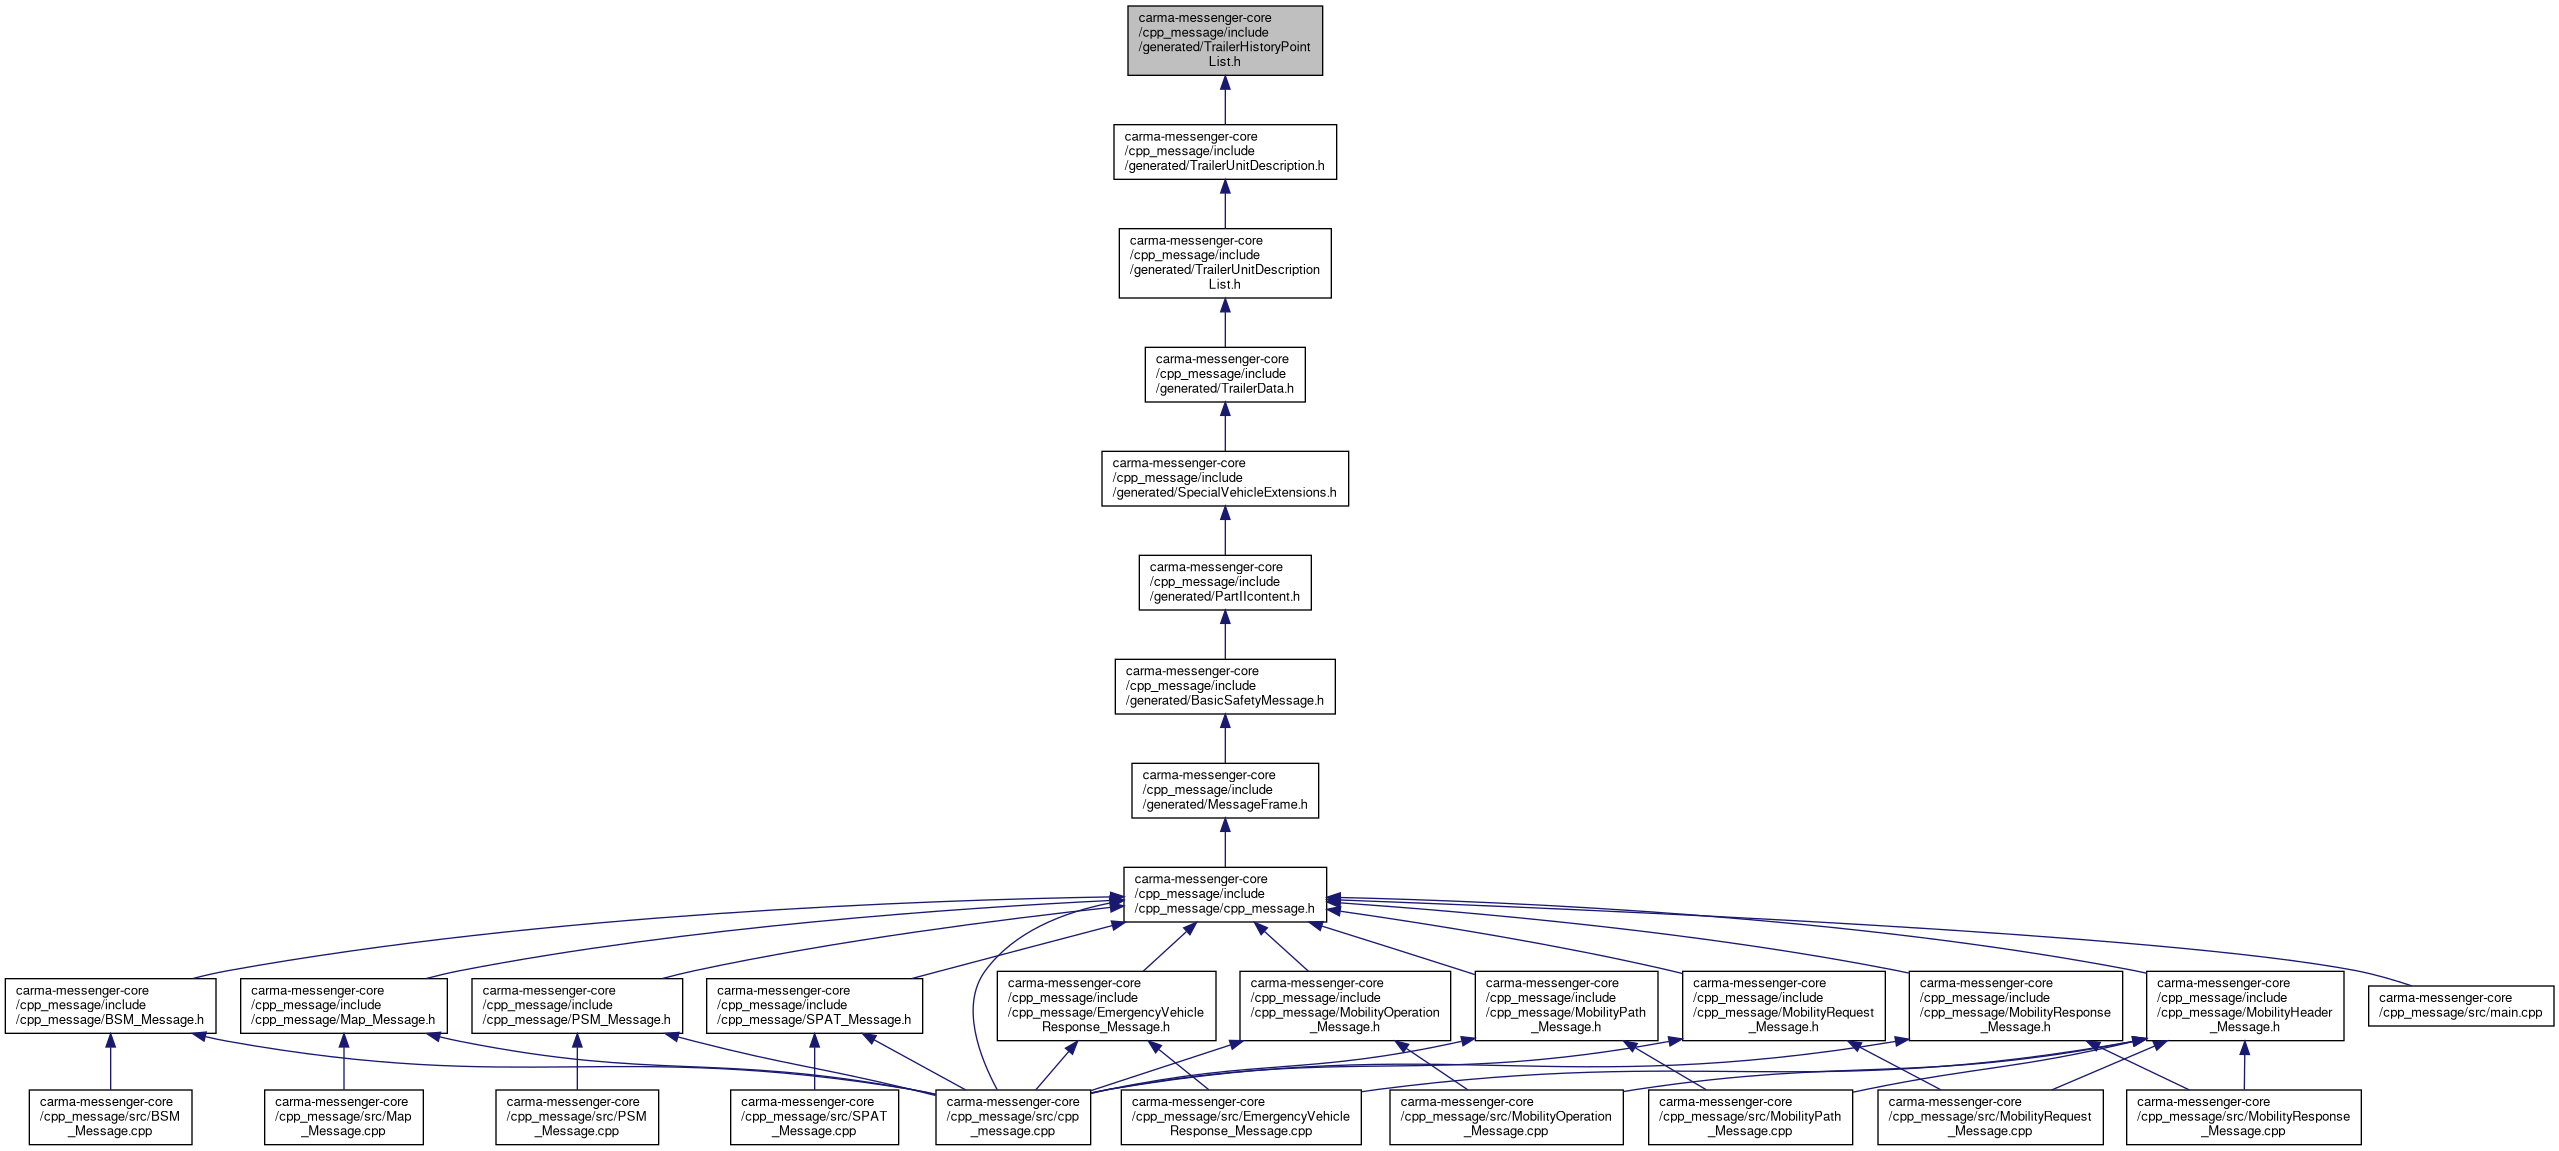 carma-messenger-core
/cpp_message/include
/generated/TrailerHistoryPoint
List.h
carma-messenger-core
/cpp_message/include
/generated/TrailerUnitDescription.h
carma-messenger-core
/cpp_message/include
/generated/TrailerUnitDescription
List.h
carma-messenger-core
/cpp_message/include
/generated/TrailerData.h
carma-messenger-core
/cpp_message/include
/generated/SpecialVehicleExtensions.h
carma-messenger-core
/cpp_message/include
/generated/PartIIcontent.h
carma-messenger-core
/cpp_message/include
/generated/BasicSafetyMessage.h
carma-messenger-core
/cpp_message/include
/generated/MessageFrame.h
carma-messenger-core
/cpp_message/include
/cpp_message/cpp_message.h
carma-messenger-core
/cpp_message/include
/cpp_message/BSM_Message.h
carma-messenger-core
/cpp_message/include
/cpp_message/Map_Message.h
carma-messenger-core
/cpp_message/include
/cpp_message/PSM_Message.h
carma-messenger-core
/cpp_message/include
/cpp_message/SPAT_Message.h
carma-messenger-core
/cpp_message/include
/cpp_message/EmergencyVehicle
Response_Message.h
carma-messenger-core
/cpp_message/include
/cpp_message/MobilityOperation
_Message.h
carma-messenger-core
/cpp_message/include
/cpp_message/MobilityPath
_Message.h
carma-messenger-core
/cpp_message/include
/cpp_message/MobilityRequest
_Message.h
carma-messenger-core
/cpp_message/include
/cpp_message/MobilityResponse
_Message.h
carma-messenger-core
/cpp_message/include
/cpp_message/MobilityHeader
_Message.h
carma-messenger-core
/cpp_message/src/main.cpp
carma-messenger-core
/cpp_message/src/BSM
_Message.cpp
carma-messenger-core
/cpp_message/src/Map
_Message.cpp
carma-messenger-core
/cpp_message/src/PSM
_Message.cpp
carma-messenger-core
/cpp_message/src/SPAT
_Message.cpp
carma-messenger-core
/cpp_message/src/cpp
_message.cpp
carma-messenger-core
/cpp_message/src/EmergencyVehicle
Response_Message.cpp
carma-messenger-core
/cpp_message/src/MobilityOperation
_Message.cpp
carma-messenger-core
/cpp_message/src/MobilityPath
_Message.cpp
carma-messenger-core
/cpp_message/src/MobilityRequest
_Message.cpp
carma-messenger-core
/cpp_message/src/MobilityResponse
_Message.cpp